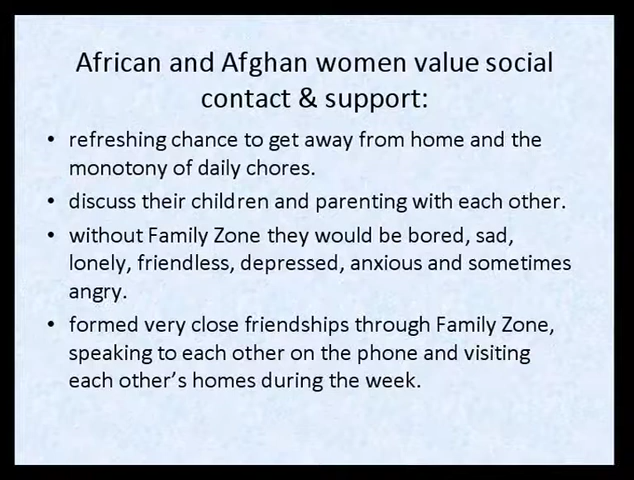 African and Afghan women value social
contact & support:
• refreshing chance to get away from home and the
monotony of daily chores.
• discuss their children and parenting with each other.
• without Family Zone they would be bored, sad,
lonely, friendless, depressed, anxious and sometimes
angry.
• formed very close friendships through Family Zone,
speaking to each other on the phone and visiting
each other’s homes during the week.